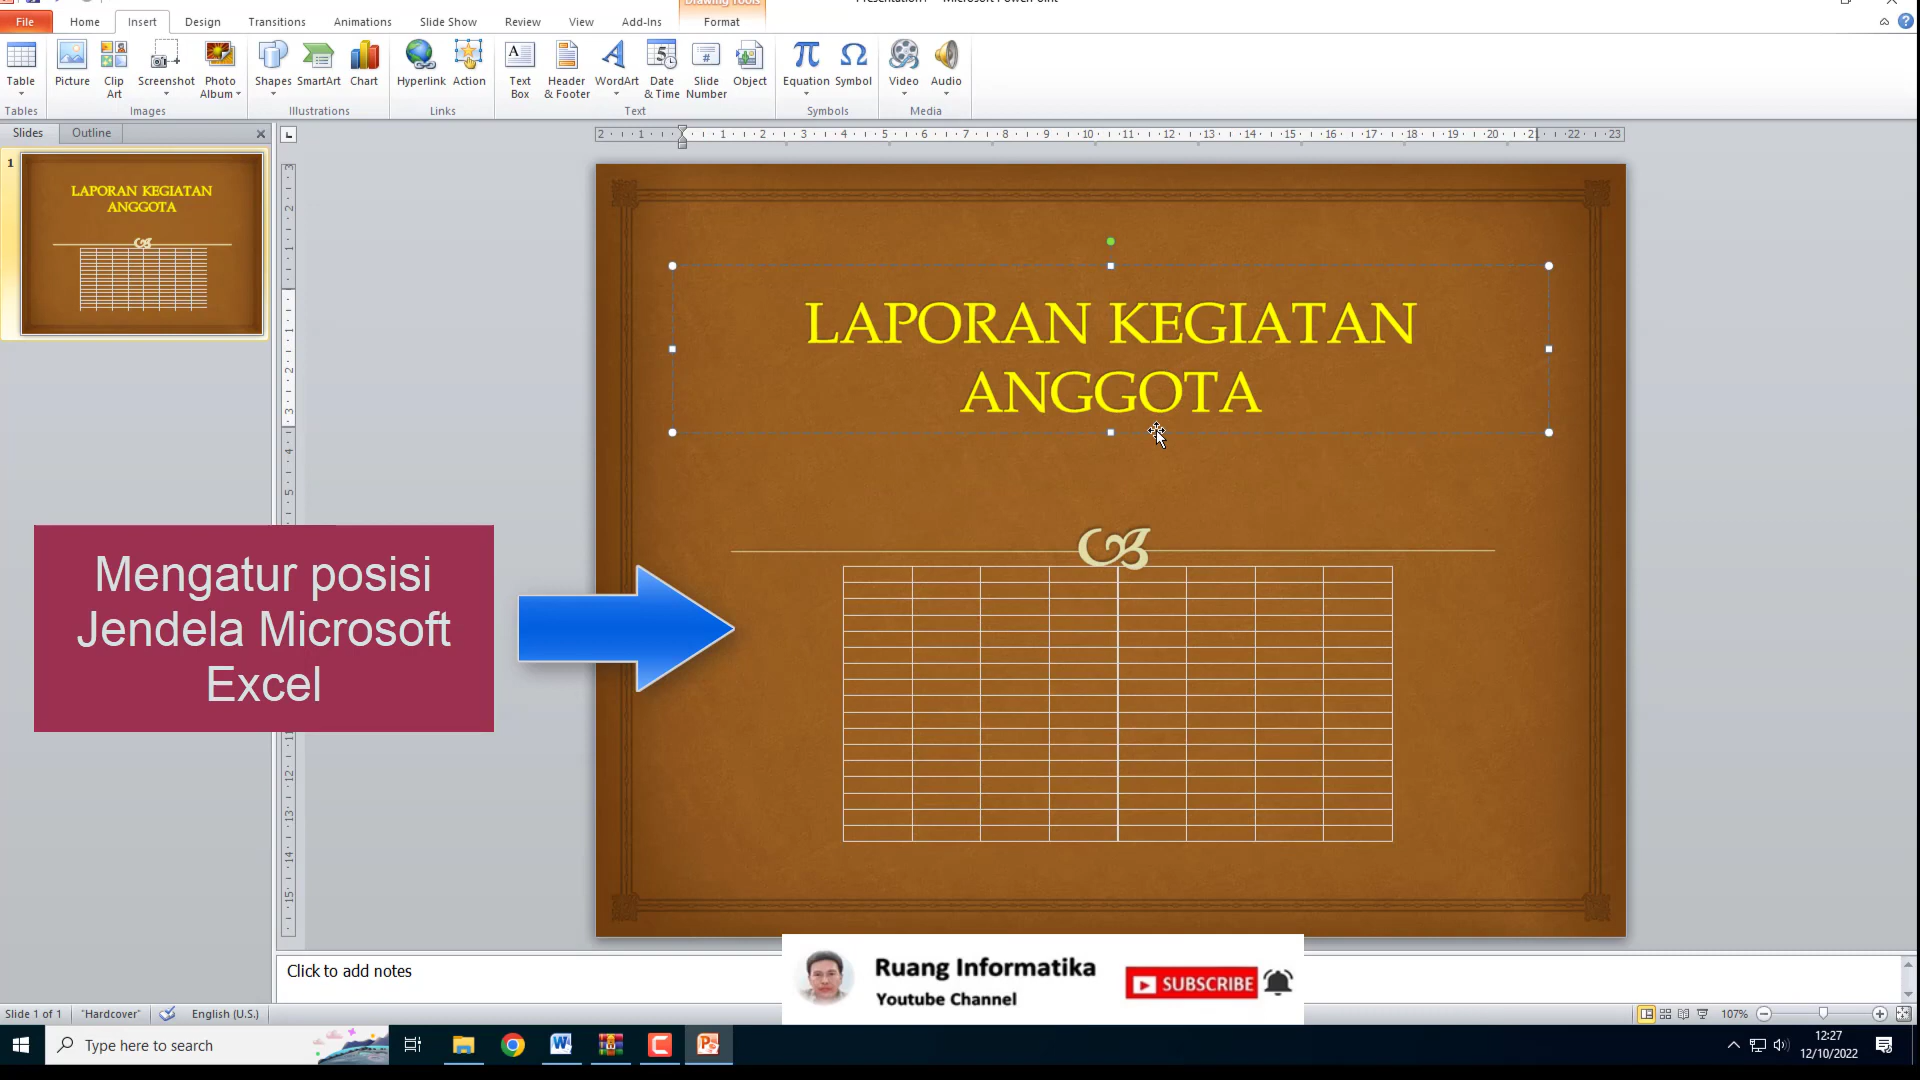 File Home Insert Design Transitions Animations Slide Show Review View Add-Ins Format
Table Picture Clip Art Screenshot Photo Album Shapes SmartArt Chart Hyperlink Action Text Box Header & Footer WordArt Date & Time Slide Number Object Equation Symbol Video Audio
Tables Images Illustrations Links Text Symbols Media
Slides Outline
1
LAPORAN KEGIATAN
ANGGOTA
LAPORAN KEGIATAN
ANGGOTA
Mengatur posisi
Jendela Microsoft
Excel
Click to add notes
Ruang Informatika
Youtube Channel
SUBSCRIBE
Slide 1 of 1 "Hardcover" English (U.S.) 107%
Type here to search
12:27
12/10/2022